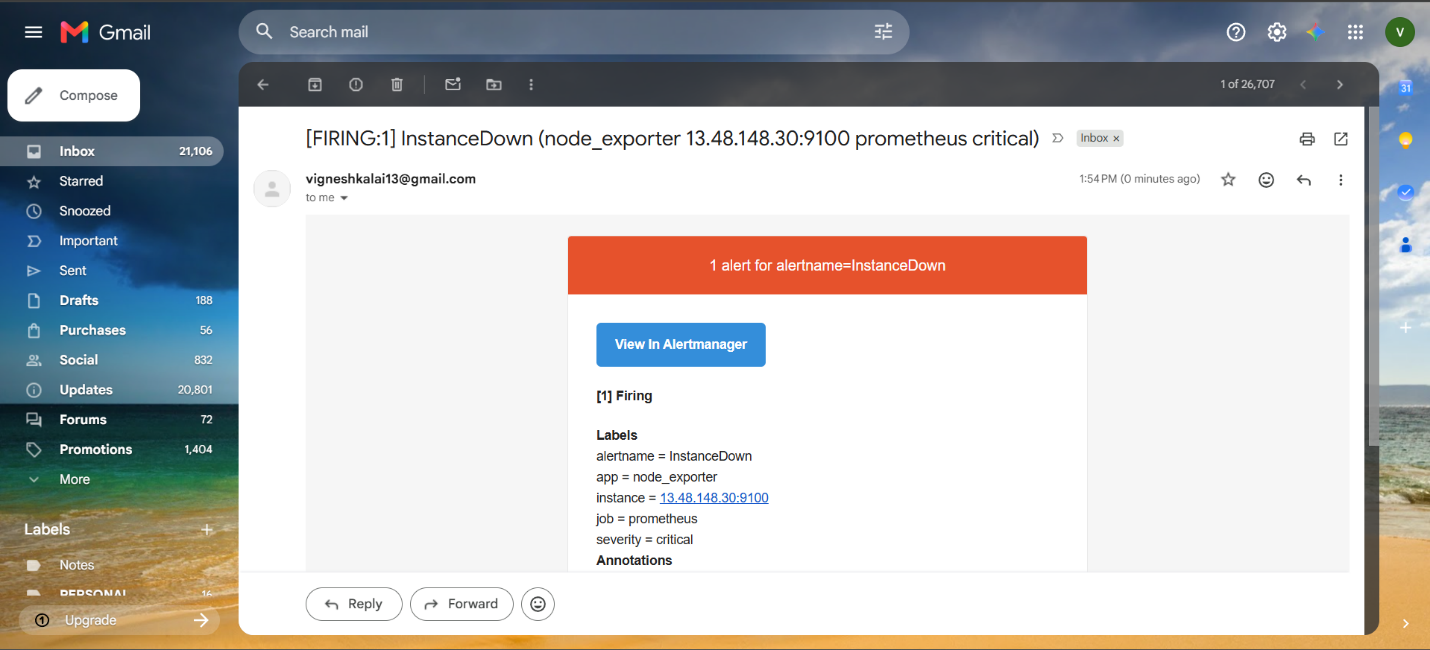 Gmail
Search mail
V
Compose
1 of 26,707
31
Inbox 21,106
Starred
Snoozed
Important
Sent
Drafts 188
Purchases 56
Social 832
Updates 20,801
Forums 72
Promotions 1,404
More
Labels
Notes
PERSONAL 16
Upgrade
[FIRING:1] InstanceDown (node_exporter 13.48.148.30:9100 prometheus critical)
Inbox ×
vigneshkalai13@gmail.com
1:54 PM (0 minutes ago)
to me
1 alert for alertname=InstanceDown
View In Alertmanager
[1] Firing
Labels
alertname = InstanceDown
app = node_exporter
instance = 13.48.148.30:9100
job = prometheus
severity = critical
Annotations
Reply
Forward